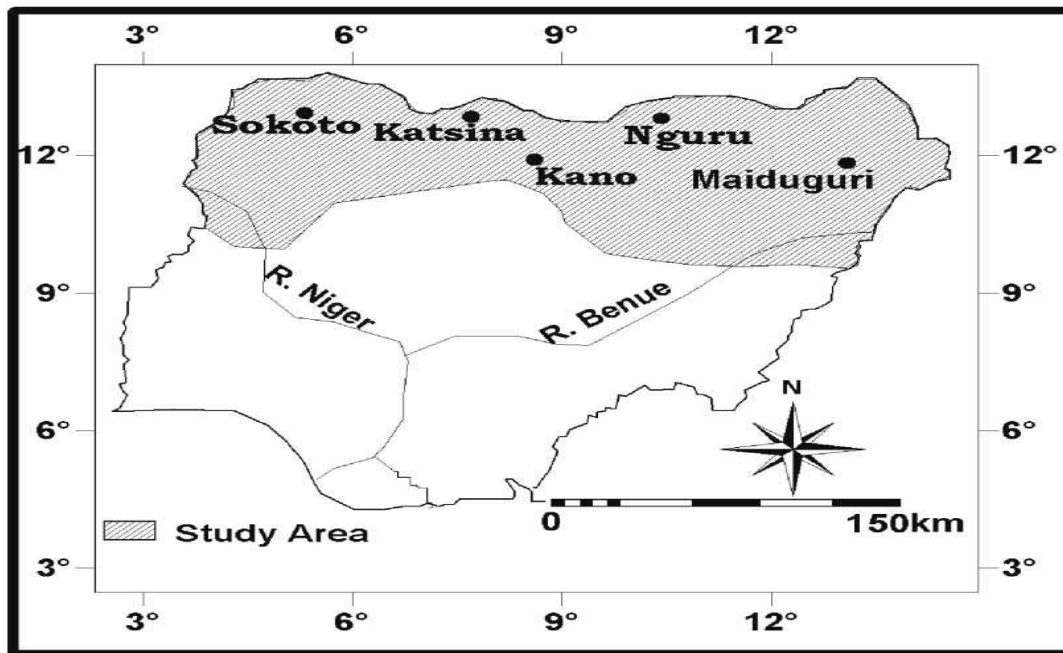 3° 6° 9° 12°
Sokoto Katsina Nguru
12° 12°
Kano Maiduguri
R. Niger R. Benue
9° 9°
N
6° 6°
0 150km
Study Area
3° 3°
3° 6° 9° 12°